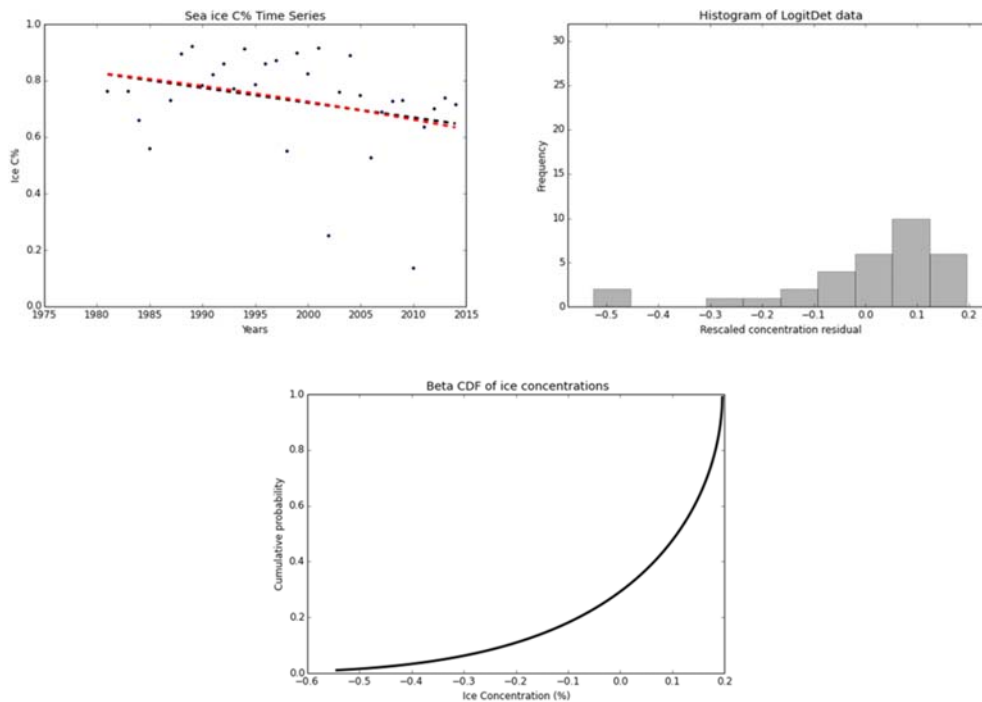 Sea ice C% Time Series
1.0
0.8
0.6
0.4
0.2
0.0
Ice C%
1975 1980 1985 1990 1995 2000 2005 2010 2015
Years
Histogram of LogitDet data
30
25
20
15
10
5
0
Frequency
−0.5 −0.4 −0.3 −0.2 −0.1 0.0 0.1 0.2
Rescaled concentration residual
Beta CDF of ice concentrations
1.0
0.8
0.6
0.4
0.2
0.0
Cumulative probability
−0.6 −0.5 −0.4 −0.3 −0.2 −0.1 0.0 0.1 0.2
Ice Concentration (%)